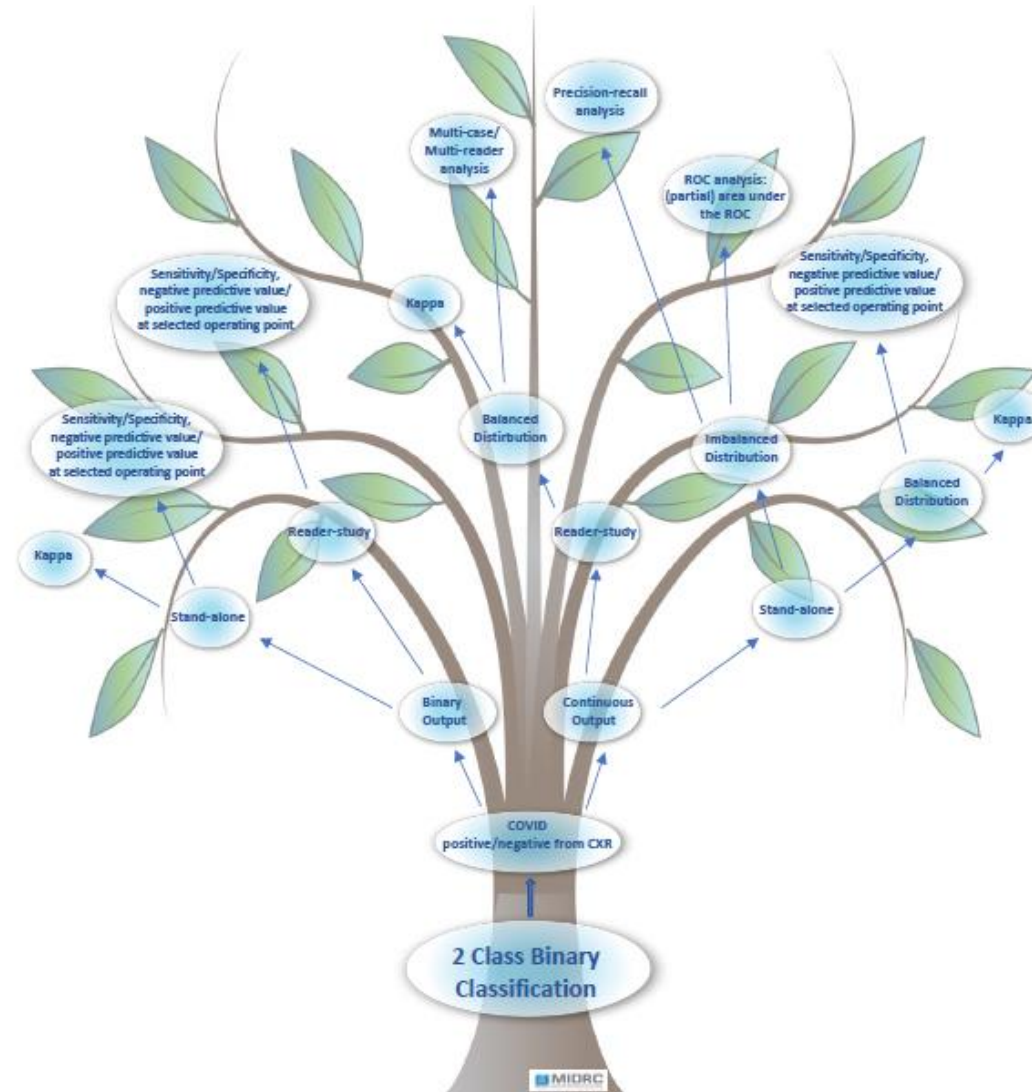 Precision-recall
analysis
Multi-case/
Multi-reader
analysis
ROC analysis:
(partial) area under
the ROC
Sensitivity/Specificity,
negative predictive value/
positive predictive value
at selected operating point
Sensitivity/Specificity,
negative predictive value/
positive predictive value
at selected operating point
Kappa
Sensitivity/Specificity,
negative predictive value/
positive predictive value
at selected operating point
Balanced
Distirbution
Imbalanced
Distribution
Kappa
Balanced
Distribution
Reader-study
Reader-study
Kappa
Stand-alone
Stand-alone
Binary
Output
Continuous
Output
COVID
positive/negative from CXR
2 Class Binary
Classification
MIDRC